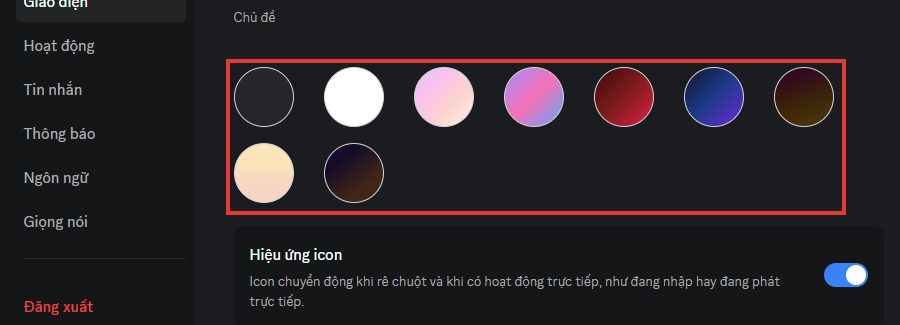 Giao diện
Chủ đề
Hoạt động
Tin nhắn
Thông báo
Ngôn ngữ
Giọng nói
Hiệu ứng icon
Icon chuyển động khi rê chuột và khi có hoạt động trực tiếp, như đang nhập hay đang phát
trực tiếp.
Đăng xuất